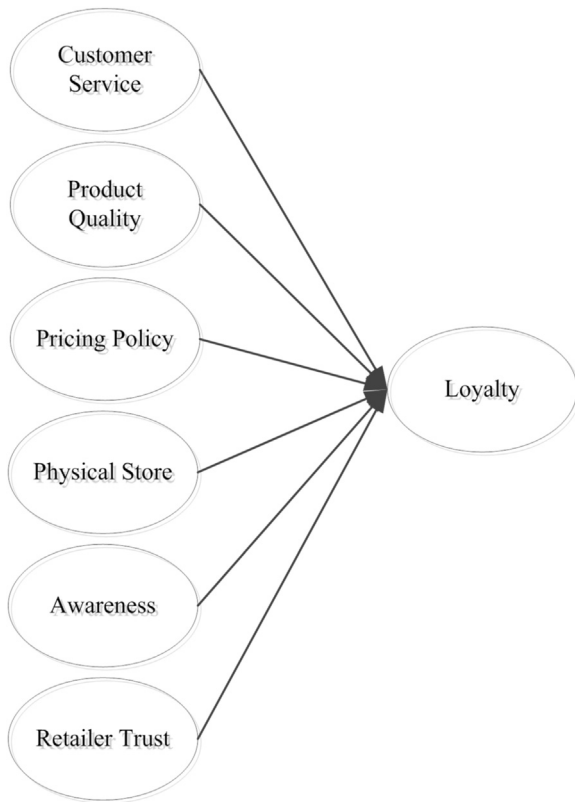 Customer
Service
Product
Quality
Pricing Policy
Physical Store
Awareness
Retailer Trust
Loyalty